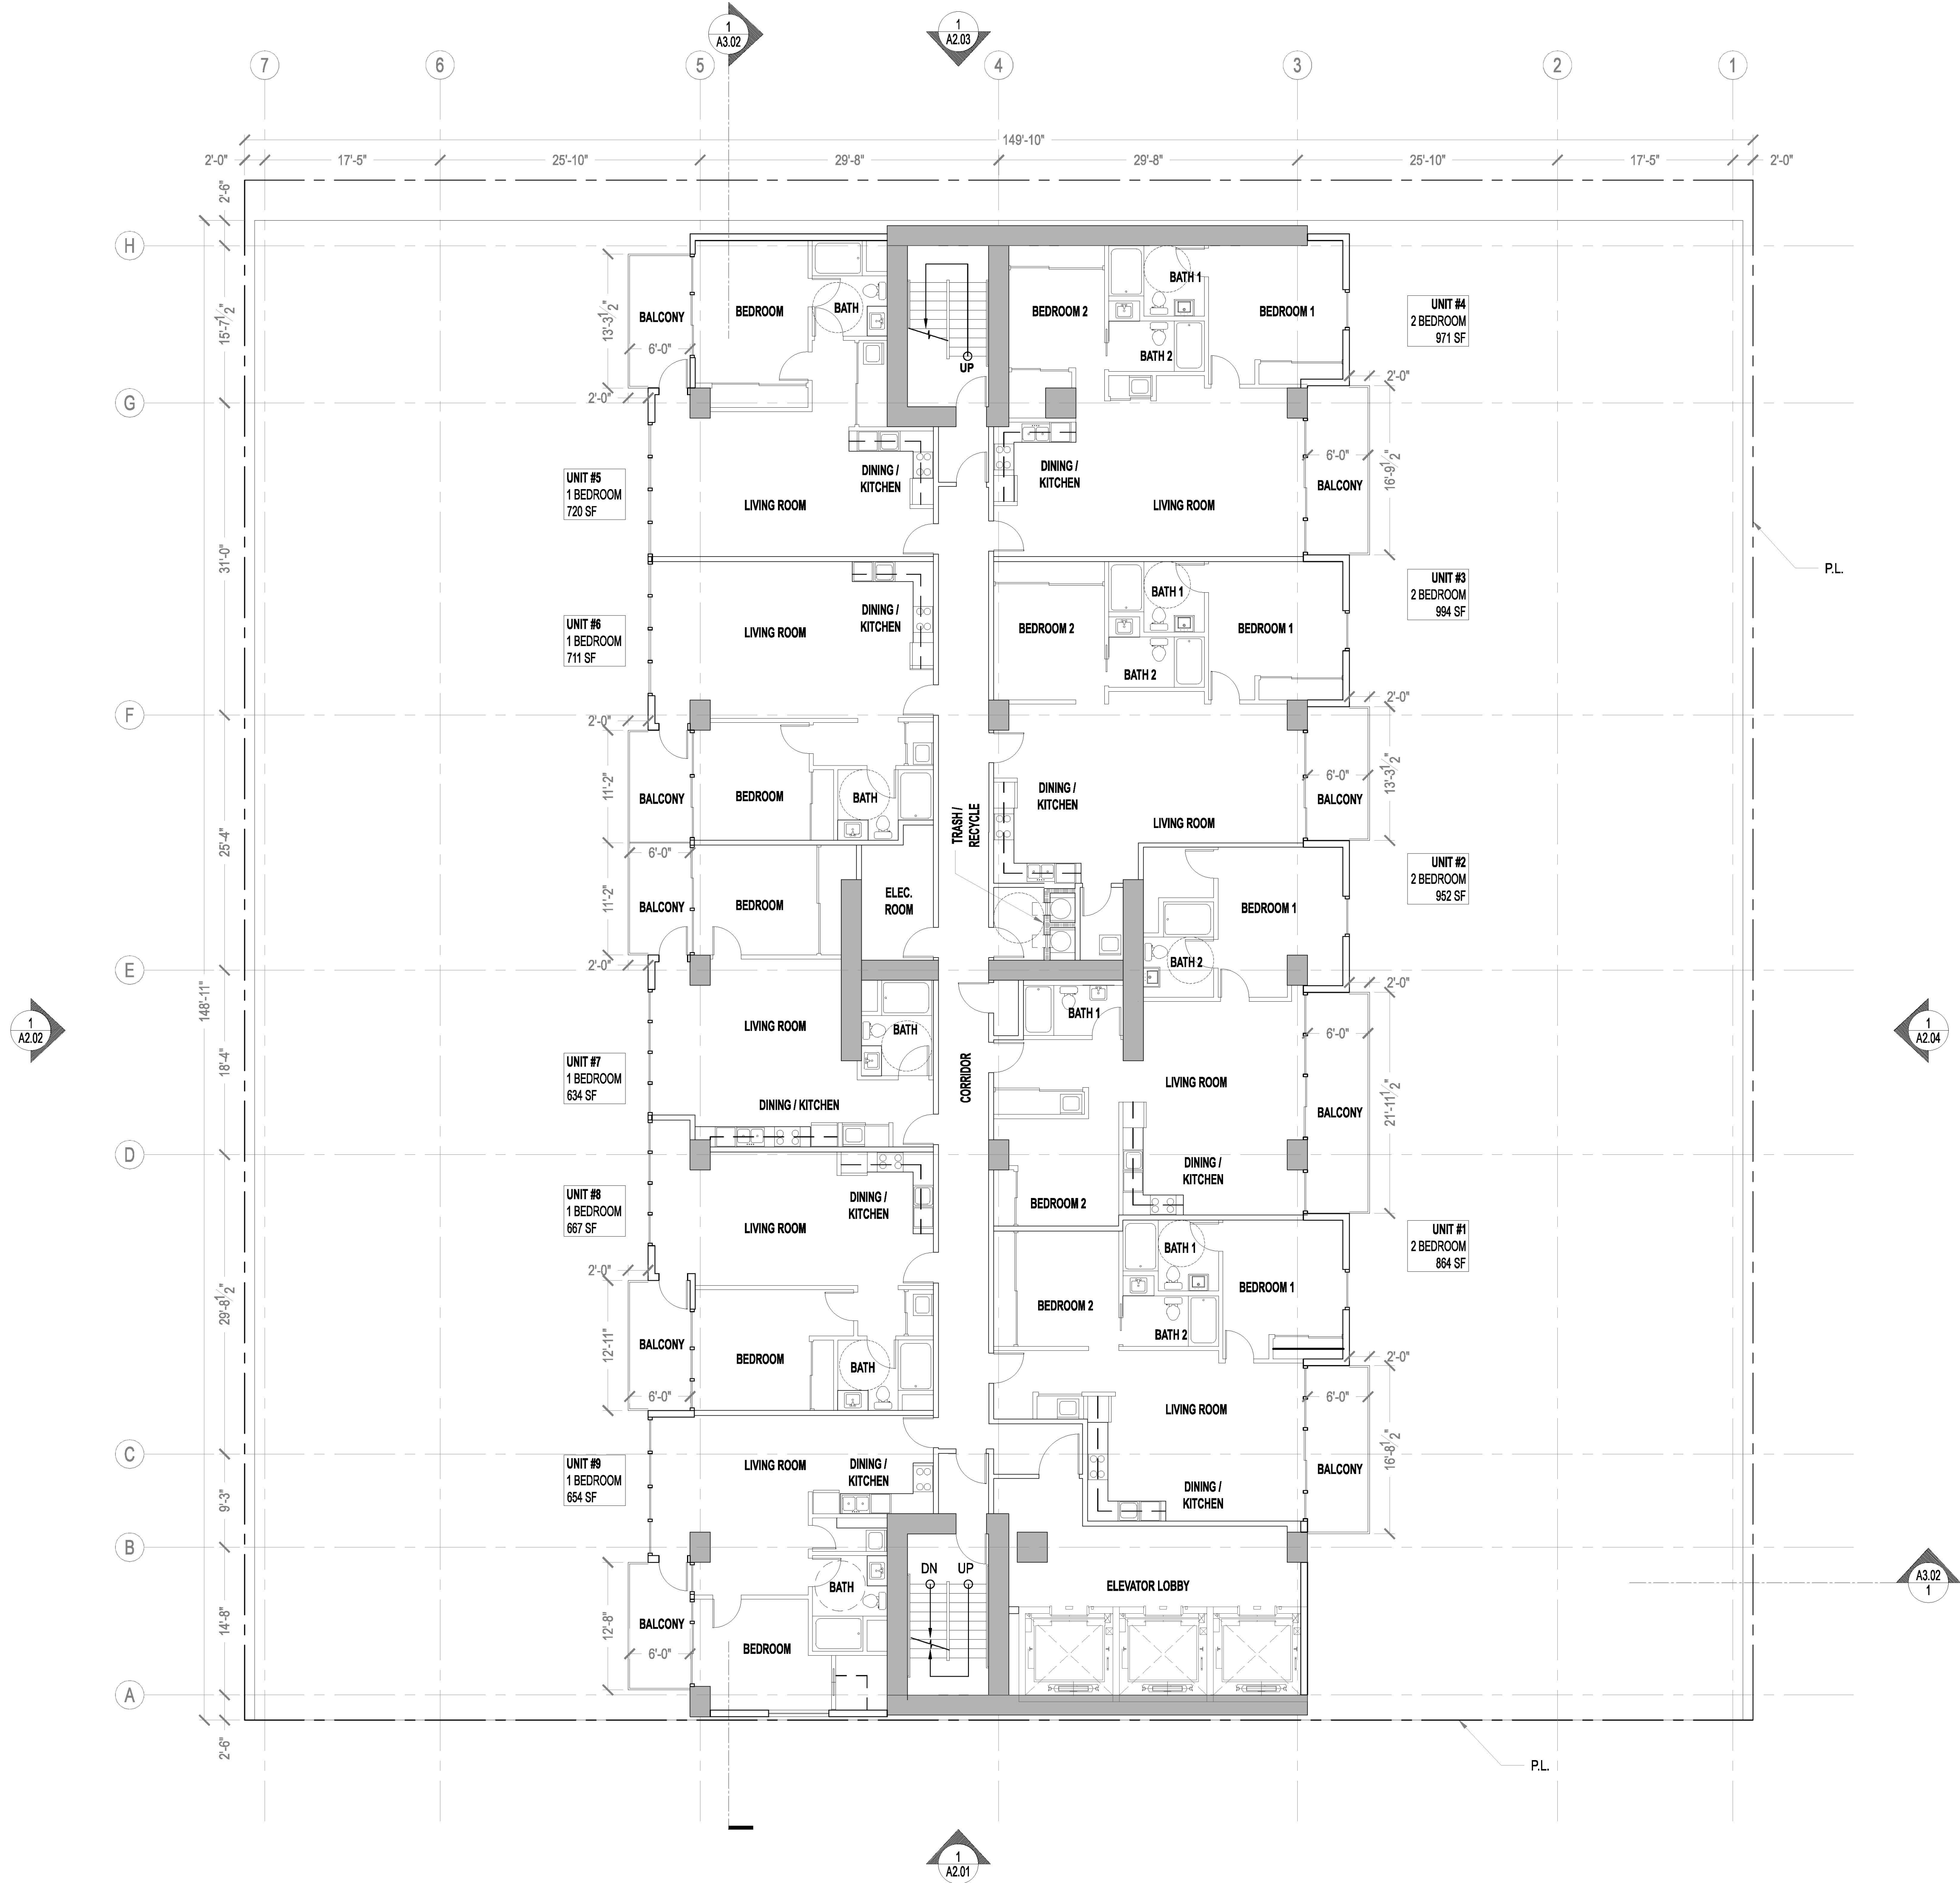 1
A3.02
1
A2.03
7
6
5
4
3
2
1
149'-10"
2'-0"
17'-5"
25'-10"
29'-8"
29'-8"
25'-10"
17'-5"
2'-0"
2'-6"
H
15'-7 1/2"
13'-3 1/2"
BALCONY
6'-0"
BEDROOM
BATH
UP
BEDROOM 2
BATH 1
BATH 2
BEDROOM 1
UNIT #4
2 BEDROOM
971 SF
2'-0"
G
2'-0"
UNIT #5
1 BEDROOM
720 SF
DINING /
KITCHEN
LIVING ROOM
DINING /
KITCHEN
LIVING ROOM
6'-0"
BALCONY
16'-9 1/2"
31'-0"
P.L.
UNIT #6
1 BEDROOM
711 SF
LIVING ROOM
DINING /
KITCHEN
BEDROOM 2
BATH 1
BATH 2
BEDROOM 1
UNIT #3
2 BEDROOM
994 SF
2'-0"
F
2'-0"
11'-2"
BALCONY
BEDROOM
BATH
TRASH /
RECYCLE
DINING /
KITCHEN
LIVING ROOM
6'-0"
BALCONY
13'-3 1/2"
25'-4"
6'-0"
11'-2"
BALCONY
BEDROOM
ELEC.
ROOM
BEDROOM 1
BATH 2
UNIT #2
2 BEDROOM
952 SF
E
2'-0"
2'-0"
148'-11"
1
A2.02
18'-4"
LIVING ROOM
BATH
BATH 1
CORRIDOR
6'-0"
1
A2.04
UNIT #7
1 BEDROOM
634 SF
DINING / KITCHEN
LIVING ROOM
BALCONY
21'-11 1/2"
D
DINING /
KITCHEN
BEDROOM 2
UNIT #8
1 BEDROOM
667 SF
LIVING ROOM
DINING /
KITCHEN
29'-8 1/2"
2'-0"
BATH 1
BEDROOM 1
BEDROOM 2
BATH 2
UNIT #1
2 BEDROOM
864 SF
12'-11"
BALCONY
BEDROOM
BATH
6'-0"
2'-0"
6'-0"
LIVING ROOM
C
BALCONY
16'-8 1/2"
UNIT #9
1 BEDROOM
654 SF
LIVING ROOM
DINING /
KITCHEN
DINING /
KITCHEN
9'-3"
B
DN
UP
BATH
ELEVATOR LOBBY
A3.02
1
12'-8"
14'-8"
BALCONY
6'-0"
BEDROOM
A
2'-6"
P.L.
1
A2.01